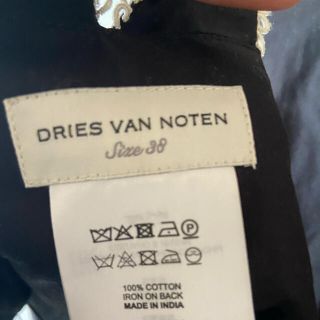 DRIES VAN NOTEN
Size 38
P
100% COTTON
IRON ON BACK
MADE IN INDIA